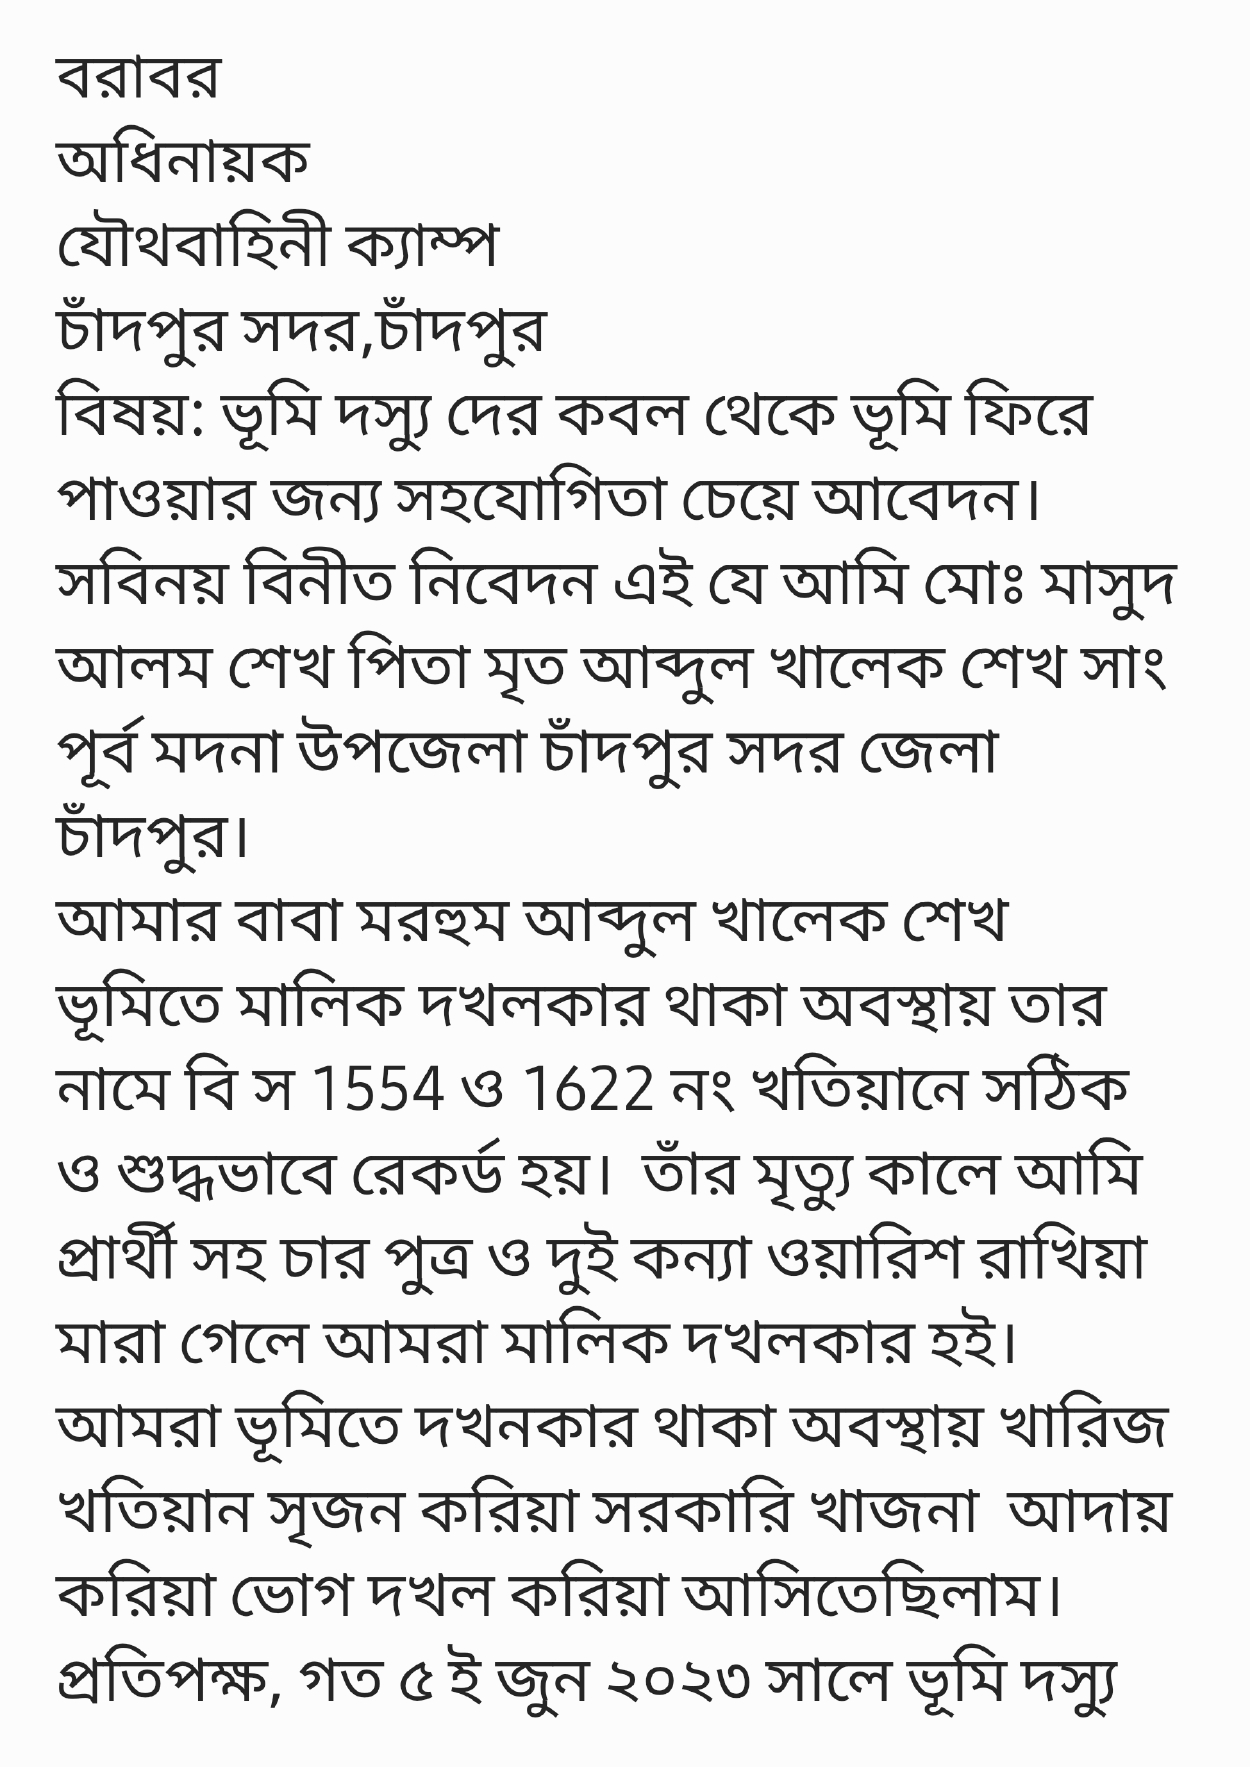 বরাবর
অধিনায়ক
যৌথবাহিনী ক্যাম্প
চাঁদপুর সদর,চাঁদপুর
বিষয়: ভূমি দস্যু দের কবল থেকে ভূমি ফিরে
পাওয়ার জন্য সহযোগিতা চেয়ে আবেদন।
সবিনয় বিনীত নিবেদন এই যে আমি মোঃ মাসুদ
আলম শেখ পিতা মৃত আব্দুল খালেক শেখ সাং
পূর্ব মদনা উপজেলা চাঁদপুর সদর জেলা
চাঁদপুর।
আমার বাবা মরহুম আব্দুল খালেক শেখ
ভূমিতে মালিক দখলকার থাকা অবস্থায় তার
নামে বি স 1554 ও 1622 নং খতিয়ানে সঠিক
ও শুদ্ধভাবে রেকর্ড হয়।  তাঁর মৃত্যু কালে আমি
প্রার্থী সহ চার পুত্র ও দুই কন্যা ওয়ারিশ রাখিয়া
মারা গেলে আমরা মালিক দখলকার হই।
আমরা ভূমিতে দখনকার থাকা অবস্থায় খারিজ
খতিয়ান সৃজন করিয়া সরকারি খাজনা  আদায়
করিয়া ভোগ দখল করিয়া আসিতেছিলাম।
প্রতিপক্ষ, গত ৫ ই জুন ২০২৩ সালে ভূমি দস্যু